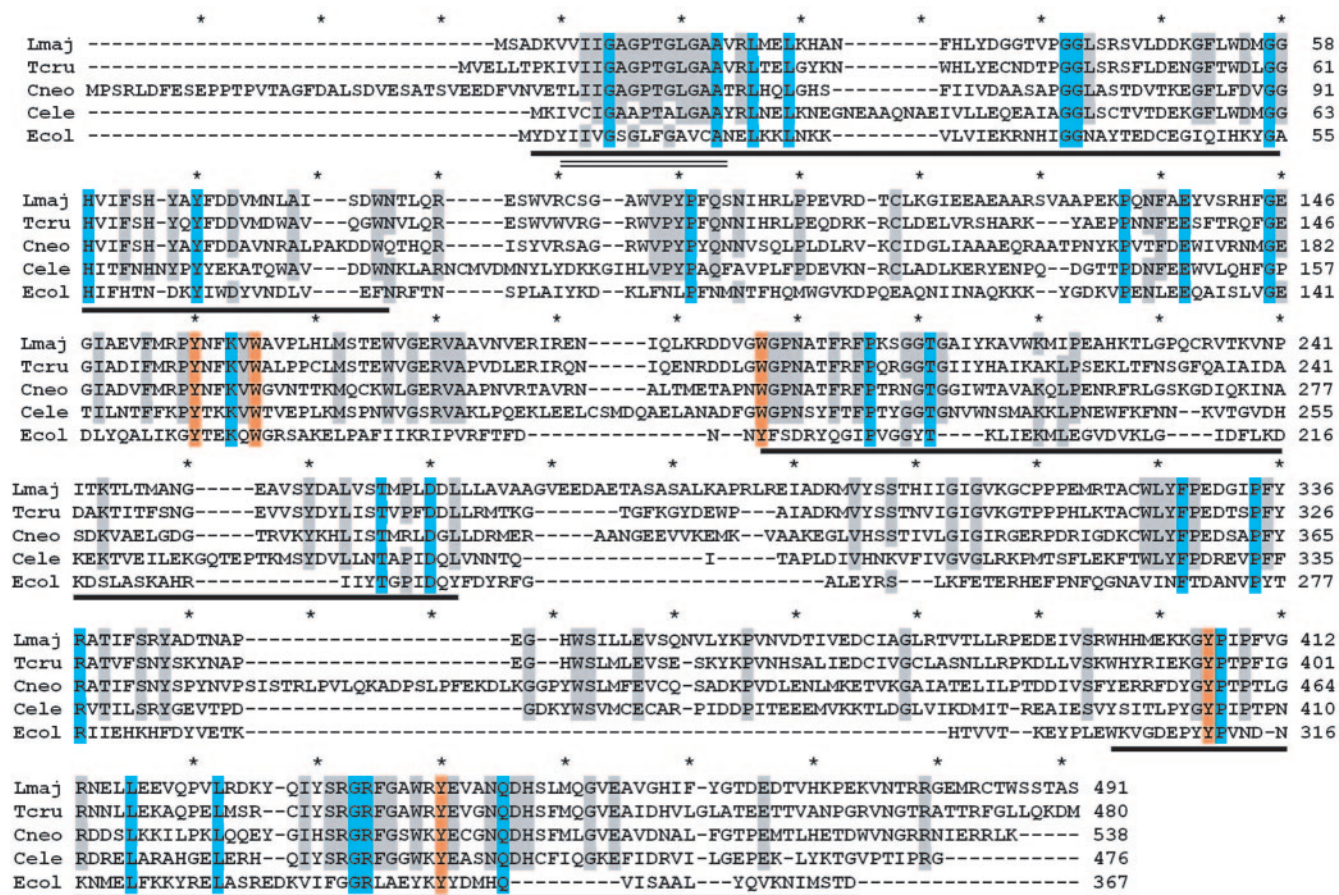 * * * * * * * * * *
Lmaj ----------------------------------MSADKVVIIGAGPTGLGAAVRLMELKHAN-------FHLYDGGTVPGGLSRSVLDDKGFLWDMGG 58
Tcru -------------------------------MVELLTPKIVIIGAGPTGLGAAVRLTELGYKN-------WHLYECNDTPGGLSRSFLDENGFTWDLGG 61
Cneo MPSRLDFESEPPTPVTAGFDALSDVESATSVEEDFVNVETLIIGAGPTGLGAATRLHQLGHS--------FIIVDAASAPGGLASTDVTKEGFLFDVGG 91
Cele ------------------------------------MKIVCIGAAPTALGAAYRLNELKNEGNEAAQNAEIVLLEQEAIAGGLSCTVTDEKGFLWDMGG 63
Ecol ------------------------------------MYDYIIVGSGLFGAVCANELKKLNKK--------VLVIEKRNHIGGNAYTEDCEGIQIHKYGA 55
* * * * * * * * * *
Lmaj HVIFSH-YAYFDDVMNLAI---SDWNTLQR-----ESWVRCSG--AWVPYPFQSNIHRLPPEVRD-TCLKGIEEAEAARSVAAPEKPQNFAEYVSRHFGE 146
Tcru HVIFSH-YQYFDDVMDWAV---QGWNVLQR-----ESWVWVRG--RWVPYPFQNNIHRLPEQDRK-RCLDELVRSHARK---YAEPPNNFEESFTRQFGE 146
Cneo HVIFSH-YAYFDDAVNRALPAKDDWQTHQR-----ISYVRSAG--RWVPYPYQNNVSQLPLDLRV-KCIDGLIAAAEQRAATPNYKPVTFDEWIVRNMGE 182
Cele HITFNHNYPYYEKATQWAV---DDWNKLARNCMVDMNYLYDKKGIHLVPYPAQFAVPLFPDEVKN-RCLADLKERYENPQ--DGTTPDNFEEWVLQHFGP 157
Ecol HIFHTN-DKYIWDYVNDLV---EFNRFTN------SPLAIYKD--KLFNLPFNMNTFHQMWGVKDPQEAQNIINAQKKK---YGDKVPENLEEQAISLVGE 141
* * * * * * * * * *
Lmaj GIAEVFMRPYNFKVWAVPLHLMSTEWVGERVAAVNVERIREN-----IQLKRDDVGWGPNATFRFPKSGGTGAIYKAVWKMIPEAHKTLGPQCRVTKVNP 241
Tcru GIADIFMRPYNFKVWALPPCLMSTEWVGERVAPVDLERIRQN-----IQENRDDLGWGPNATFRFPQRGGTGIIYHAIKAKLPSEKLTFNSGFQAIAIDA 241
Cneo GIADVFMRPYNFKVWGVNTTKMQCKWLGERVAAPNVRTAVRN-----ALTMETAPNWGPNATFRFPTRNGTGGIWTAVAKQLPENRFRLGSKGDIQKINA 277
Cele TILNTFFKPYTKKVWTVEPLKMSPNWVGSRVAKLPQEKLEELCSMDQAELANADFGWGPNSYFTFPTYGGTGNVWNSMAKKLPNEWFKFNN--KVTGVDH 255
Ecol DLYQALIKGYTEKQWGRSAKELPAFIIKRIPVRFTFD--------------N-NYFSDRYQGIPVGGYT----KLIEKMLEGVDVKLG----IDFLKD 216
* * * * * * * * * *
Lmaj ITKTLTMANG-----EAVSYDALVSTMPLDDLLLAVAAGVEEDAETASASALKAPRLREIADKMVYSSTHIIGIGVKGCPPPEMRTACWLYFPEDGIPFY 336
Tcru DAKTITFSNG-----EVVSYDYLISTVPFDDLLRMTKG-------TGFKGYDEWP----AIADKMVYSSTNVIGIGVKGTPPPHLKTACWLYFPEDTSPFY 326
Cneo SDKVAELGDG-----TRVKYKHLISTMRLDGLLDRMER-------AANGEEVVKEMK---VAAKEGLVHSSTIVLGIGIRGERPDRIGDKCWLYFPEDSAPFY 365
Cele KEKTVEILEKGQTEPTKMSYDVLLNTAPIDQLVNNTQ-------------I------TAPLDIVHNKVFIVGVGLRKPMTSFLEKFTWLYFPDREVPFF 335
Ecol KDSLASKAHR---------IIYTGPIDQYFDYRFG------------------------ALEYRS---LKFETERHEFPNFQGNAVINFTDANVPYT 277
* * * * * * * * * *
Lmaj RATIFSRYADTNAP----------------------EG--HWSILLEVSQNVLYKPVNVDTIVEDCIAGLRTVTLLRPEDEIVSRWHHMEKKGYPIPFVG 412
Tcru RATVFSNYSKYNAP----------------------EG--HWSLMLEVSE-SKYKPVNHSALIEDCIVGCLASNLLRPKDLLVSKWHYRIEKGYPTPFIG 401
Cneo RATIFSNYSPYNVPSISTRLPVLQKADPSLPFEKDLKGGPYWSLMFEVCQ-SADKPVDLENLMKETVKGAIATELILPTDDIVSFYERRFDYGYPTPTLG 464
Cele RVTILSRYGEVTPD-----------------------GDKYWSVMCECAR-PIDDPITEEEMVKKTLDGLVIKDMIT-REAIESVYSITLPYGYPIPTPN 410
Ecol RIIEHKHFDYVETK------------------------------------------HTVVT--KEYPLEWKVGDEPYYPVND-N 316
* * * * * * * * *
Lmaj RNELLEEVQPVLRDKY-QIYSRGRFGAWRYEVANQDHSLMQGVEAVGHIF-YGTDEDTVHKPEKVNTRRGEMRCTWSSTAS 491
Tcru RNNLLEKAQPELMSR--CIYSRGRFGAWRYEVGNQDHSFMQGVEAIDHVLGLATEETTVANPGRVNGTRATTRFGLLQKDM 480
Cneo RDDSLKKILPKLQQEY-GIHSRGRFGSWKYECGNQDHSFMLGVEAVDNAL-FGTPEMTLHETDWVNGRRNIERRLK----- 538
Cele RDRELARAHGELERH--QIYSRGRFGGWKYEASNQDHCFIQGKEFIDRVI-LGEPEK-LYKTGVPTIPRG----------- 476
Ecol KNMELFKKYRELASREDKVIFGGRLAEYKYYDMHQ-------VISAAL---YQVKNIMSTD------------------- 367